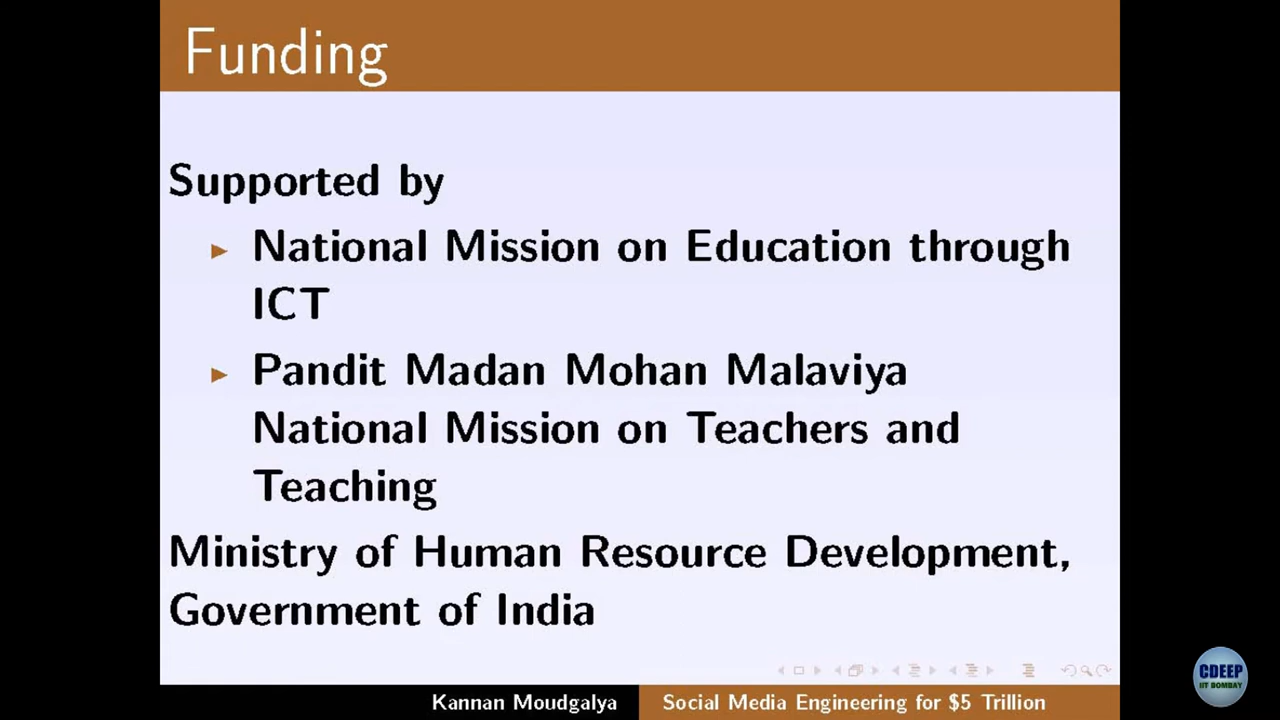 Funding
Supported by
National Mission on Education through
ICT
Pandit Madan Mohan Malaviya
National Mission on Teachers and
Teaching
Ministry of Human Resource Development,
Government of India
CDEEP
IIT BOMBAY
Kannan Moudgalya
Social Media Engineering for $5 Trillion